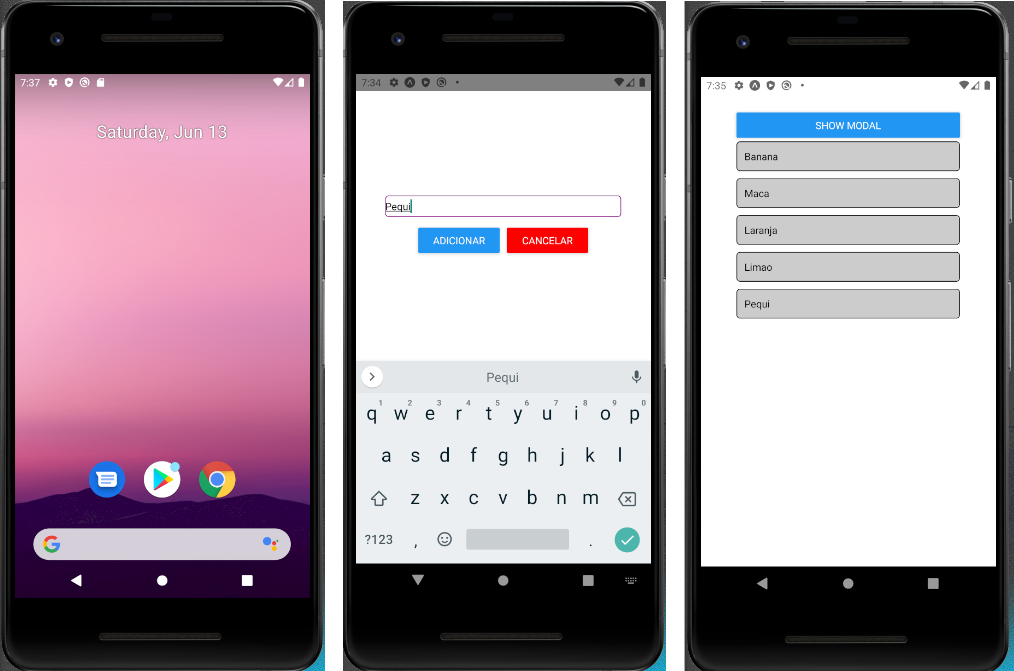 7:37
Saturday, Jun 13
7:34
Pequi
ADICIONAR CANCELAR
Pequi
1 2 3 4 5 6 7 8 9 0
q w e r t y u i o p
a s d f g h j k l
z x c v b n m
?123 , .
7:35
SHOW MODAL
Banana
Maca
Laranja
Limao
Pequi